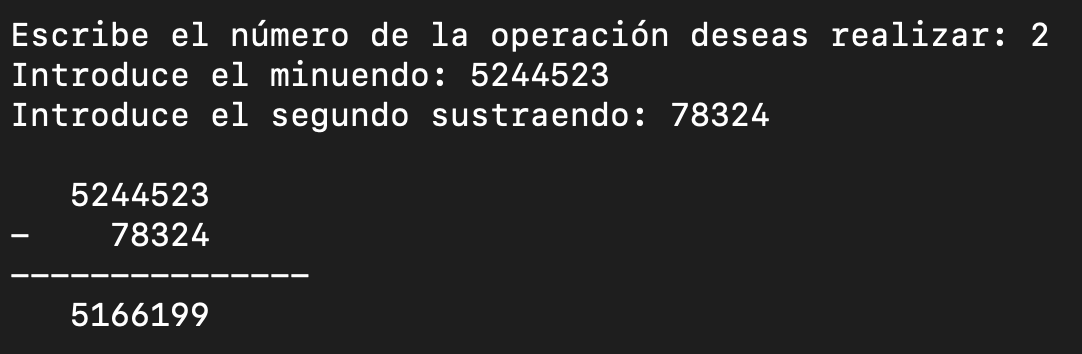 Escribe el número de la operación deseas realizar: 2
Introduce el minuendo: 5244523
Introduce el segundo sustraendo: 78324

   5244523
–    78324
–––––––––––––––
   5166199